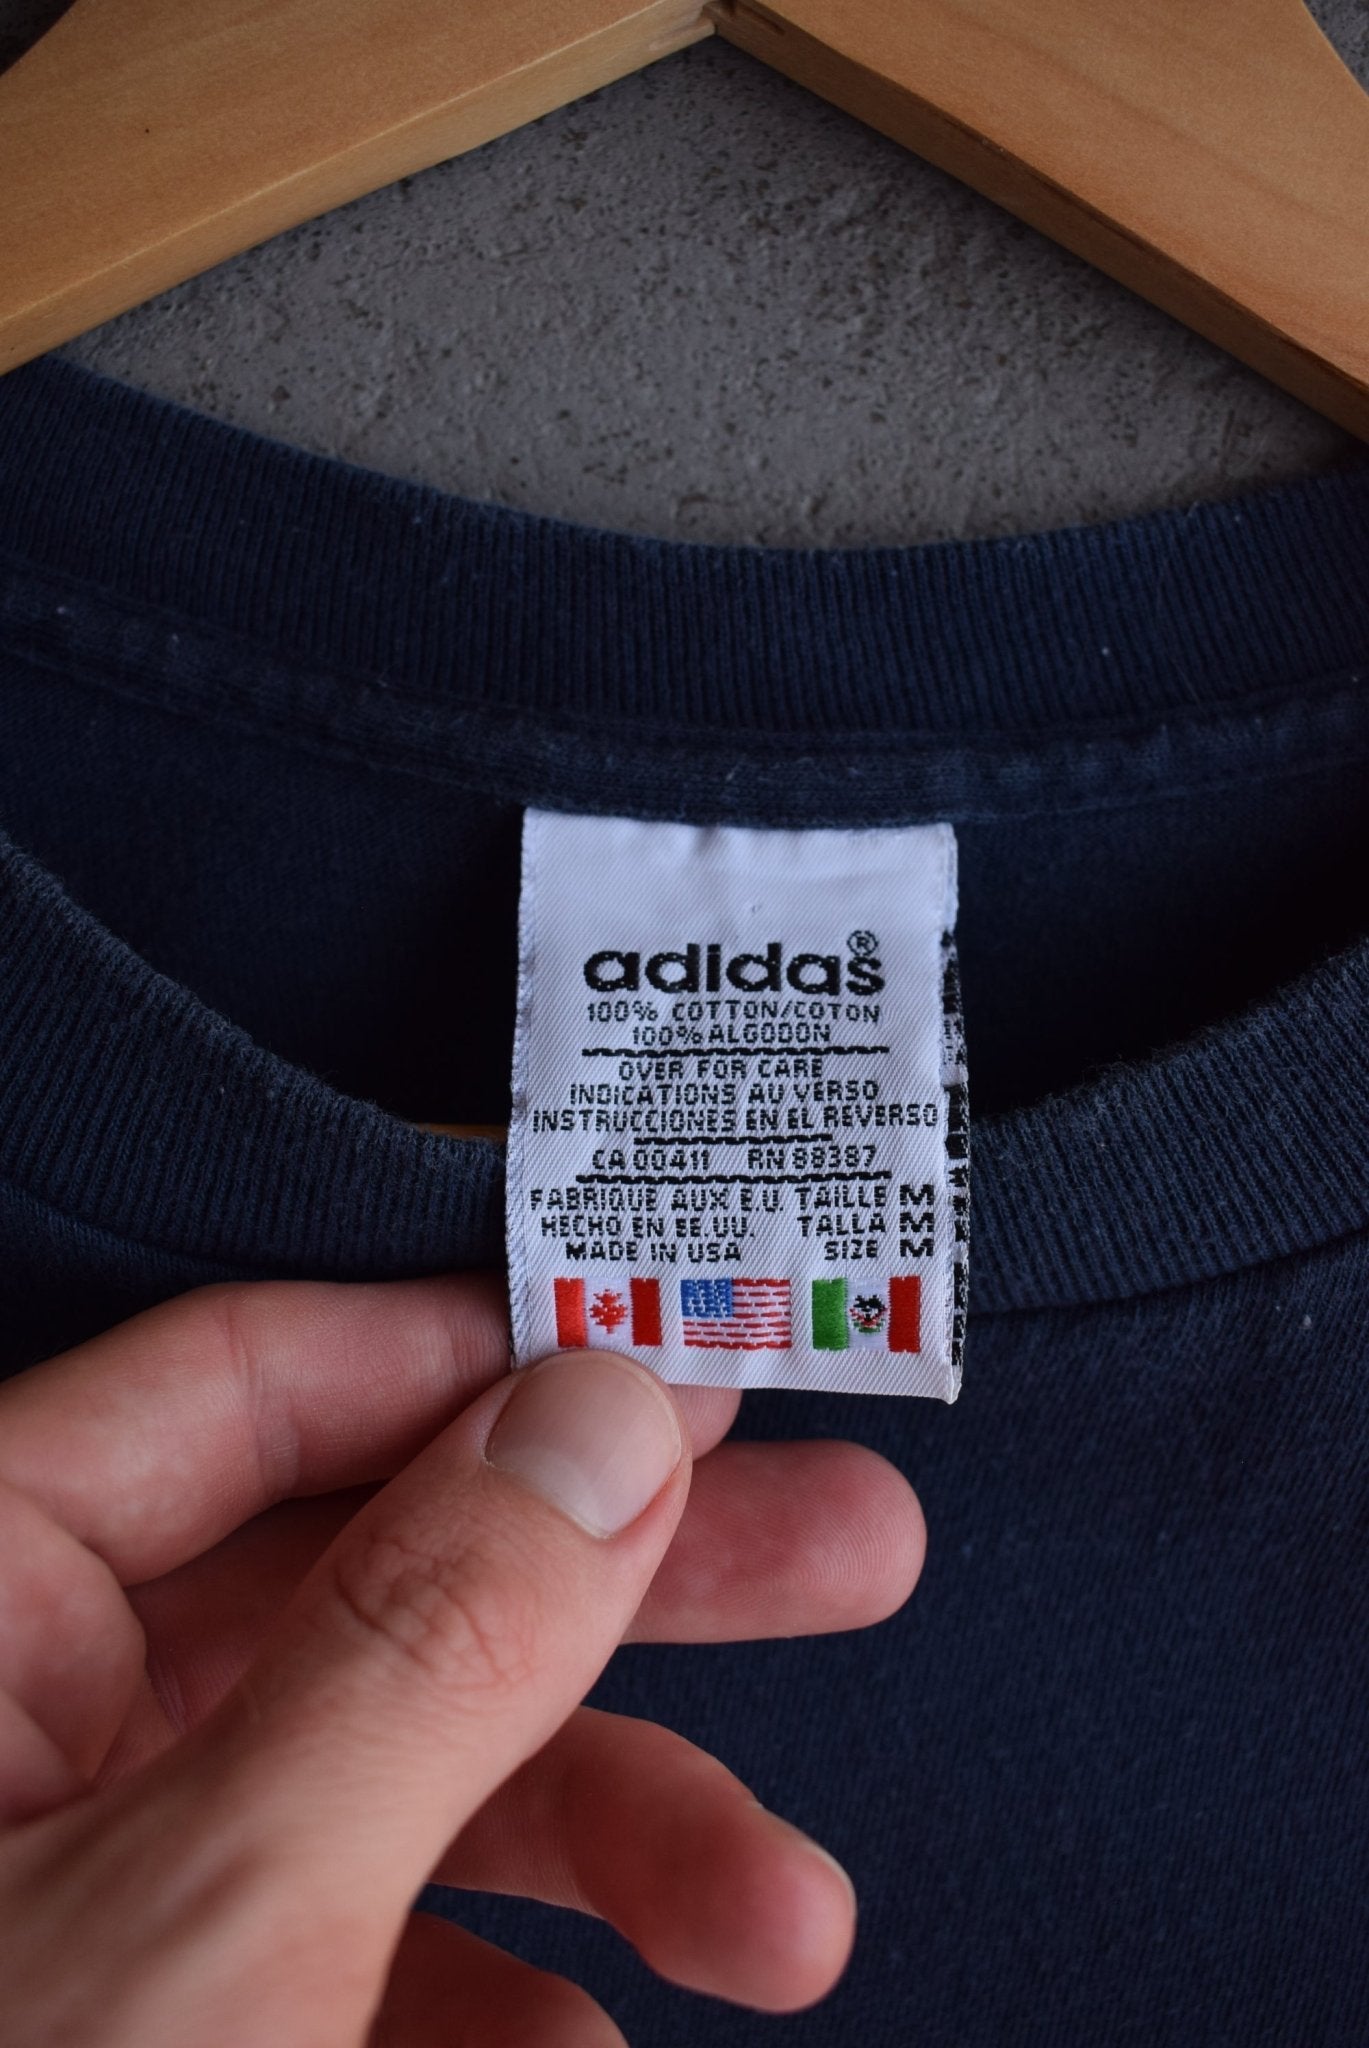 adidas®
100% COTTON/COTON
100% ALGODON
OVER FOR CARE
INDICATIONS AU VERSO
INSTRUCCIONES EN EL REVERSO
CA 00411 RN 88387
FABRIQUE AUX E.U. TAILLE M
HECHO EN EE.UU. TALLA M
MADE IN USA SIZE M